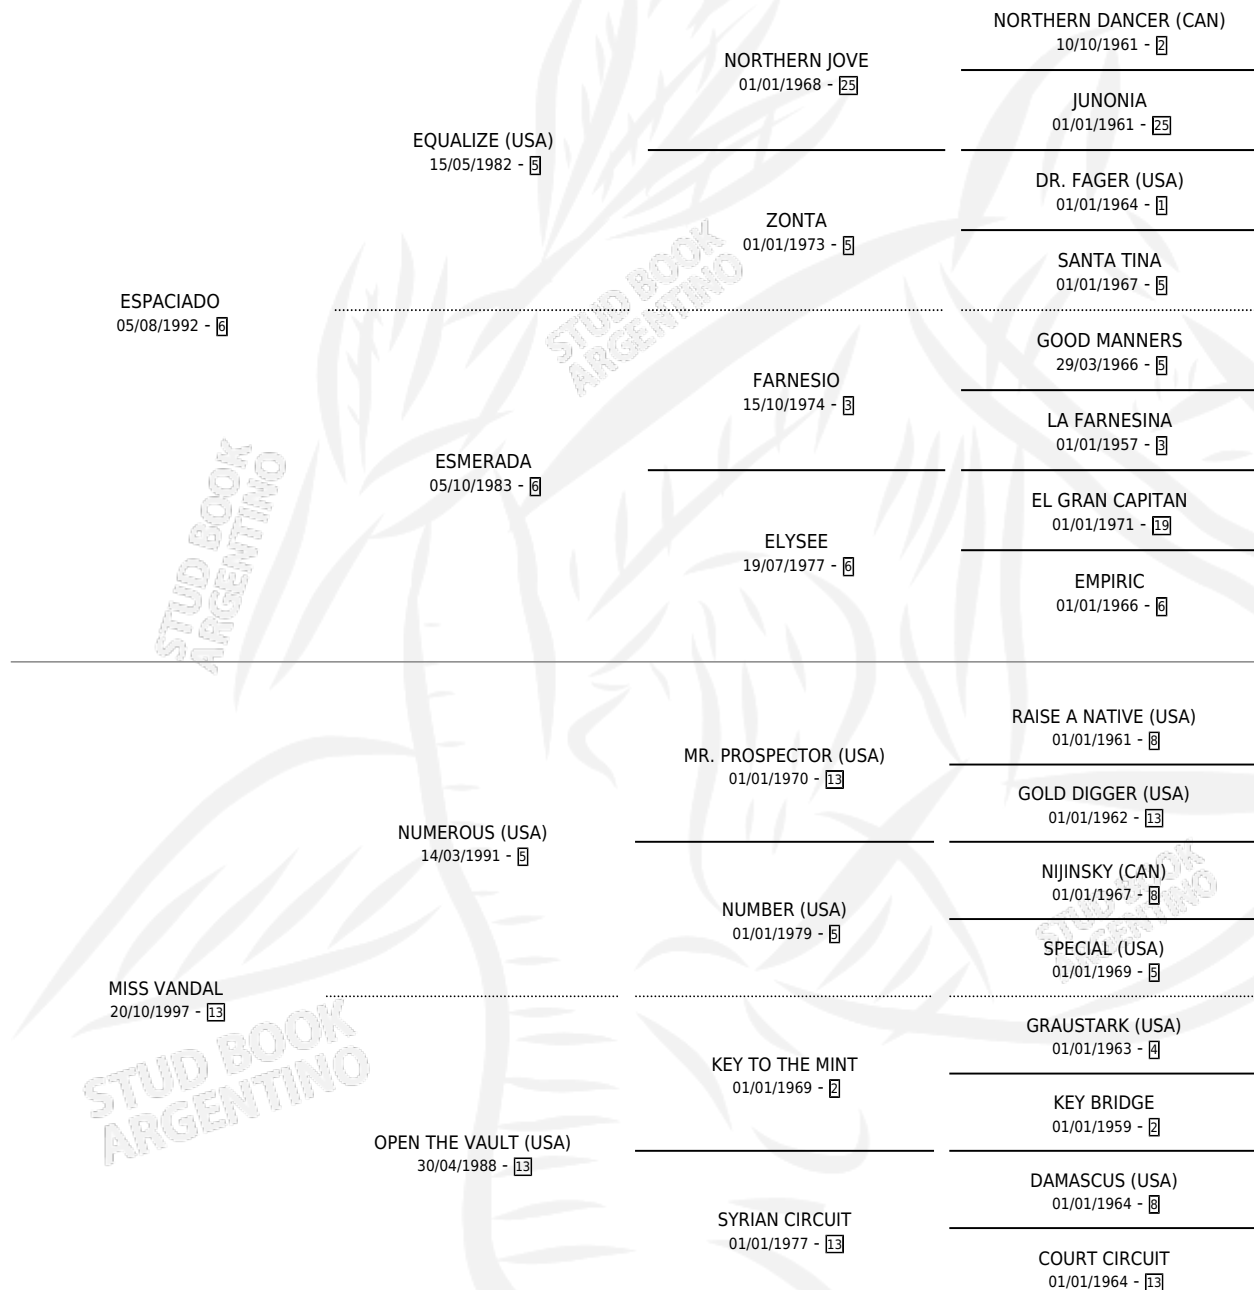 NORTHERN DANCER (CAN)
10/10/1961 - 2
NORTHERN JOVE
01/01/1968 - 25
JUNONIA
01/01/1961 - 25
EQUALIZE (USA)
15/05/1982 - 5
DR. FAGER (USA)
01/01/1964 - 1
ZONTA
01/01/1973 - 5
SANTA TINA
01/01/1967 - 5
ESPACIADO
05/08/1992 - 6
GOOD MANNERS
29/03/1966 - 5
FARNESIO
15/10/1974 - 3
LA FARNESINA
01/01/1957 - 3
ESMERADA
05/10/1983 - 6
EL GRAN CAPITAN
01/01/1971 - 19
ELYSEE
19/07/1977 - 6
EMPIRIC
01/01/1966 - 6
RAISE A NATIVE (USA)
01/01/1961 - 8
MR. PROSPECTOR (USA)
01/01/1970 - 13
GOLD DIGGER (USA)
01/01/1962 - 13
NUMEROUS (USA)
14/03/1991 - 5
NIJINSKY (CAN)
01/01/1967 - 8
NUMBER (USA)
01/01/1979 - 5
SPECIAL (USA)
01/01/1969 - 5
MISS VANDAL
20/10/1997 - 13
GRAUSTARK (USA)
01/01/1963 - 4
KEY TO THE MINT
01/01/1969 - 2
KEY BRIDGE
01/01/1959 - 2
OPEN THE VAULT (USA)
30/04/1988 - 13
DAMASCUS (USA)
01/01/1964 - 8
SYRIAN CIRCUIT
01/01/1977 - 13
COURT CIRCUIT
01/01/1964 - 13
STUD BOOK
ARGENTINO
STUD BOOK
ARGENTINO
STUD BOOK
ARGENTINO
STUD BOOK
ARGENTINO